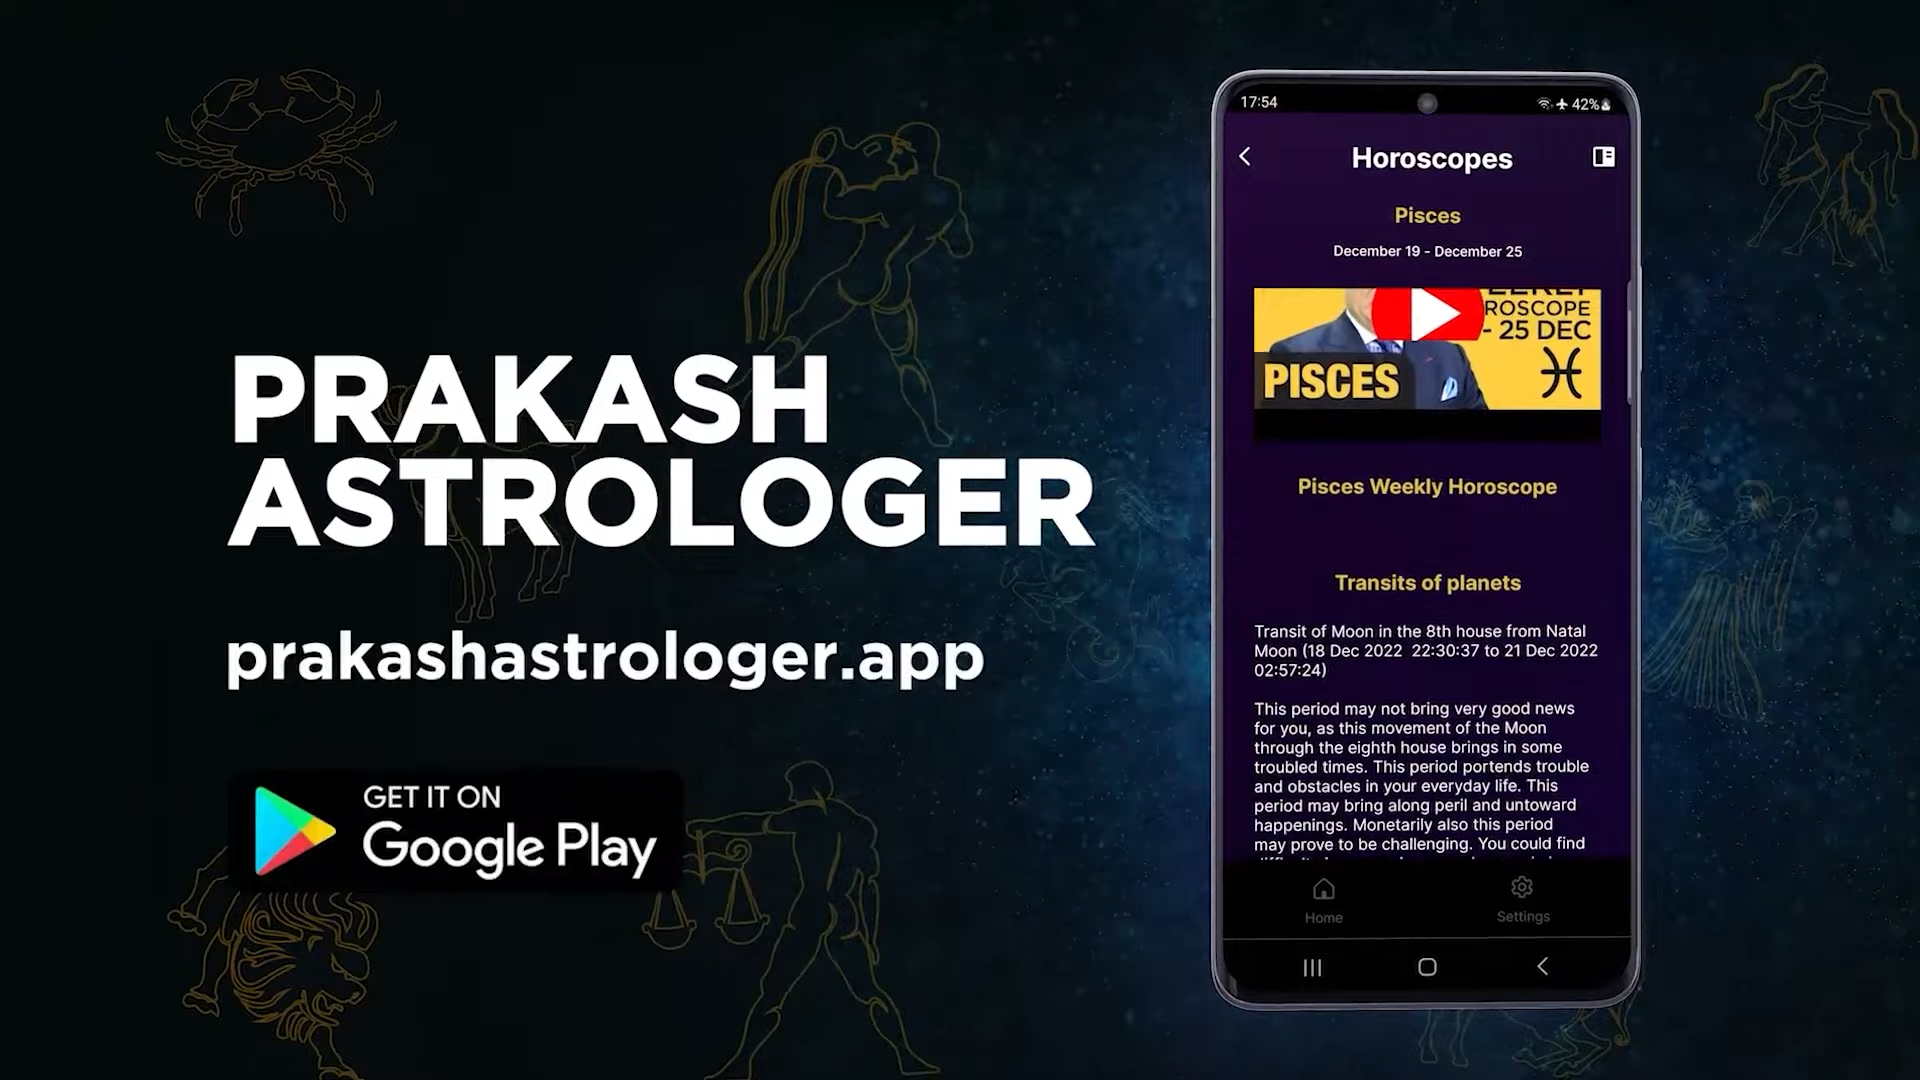 PRAKASH
ASTROLOGER
prakashastrologer.app
GET IT ON
Google Play
17:54
42%
Horoscopes
Pisces
December 19 - December 25
ROSCOPE
- 25 DEC
PISCES
Pisces Weekly Horoscope
Transits of planets
Transit of Moon in the 8th house from Natal
Moon (18 Dec 2022 22:30:37 to 21 Dec 2022
02:57:24)
This period may not bring very good news
for you, as this movement of the Moon
through the eighth house brings in some
troubled times. This period portends trouble
and obstacles in your everyday life. This
period may bring along peril and untoward
happenings. Monetarily also this period
may prove to be challenging. You could find
Home
Settings